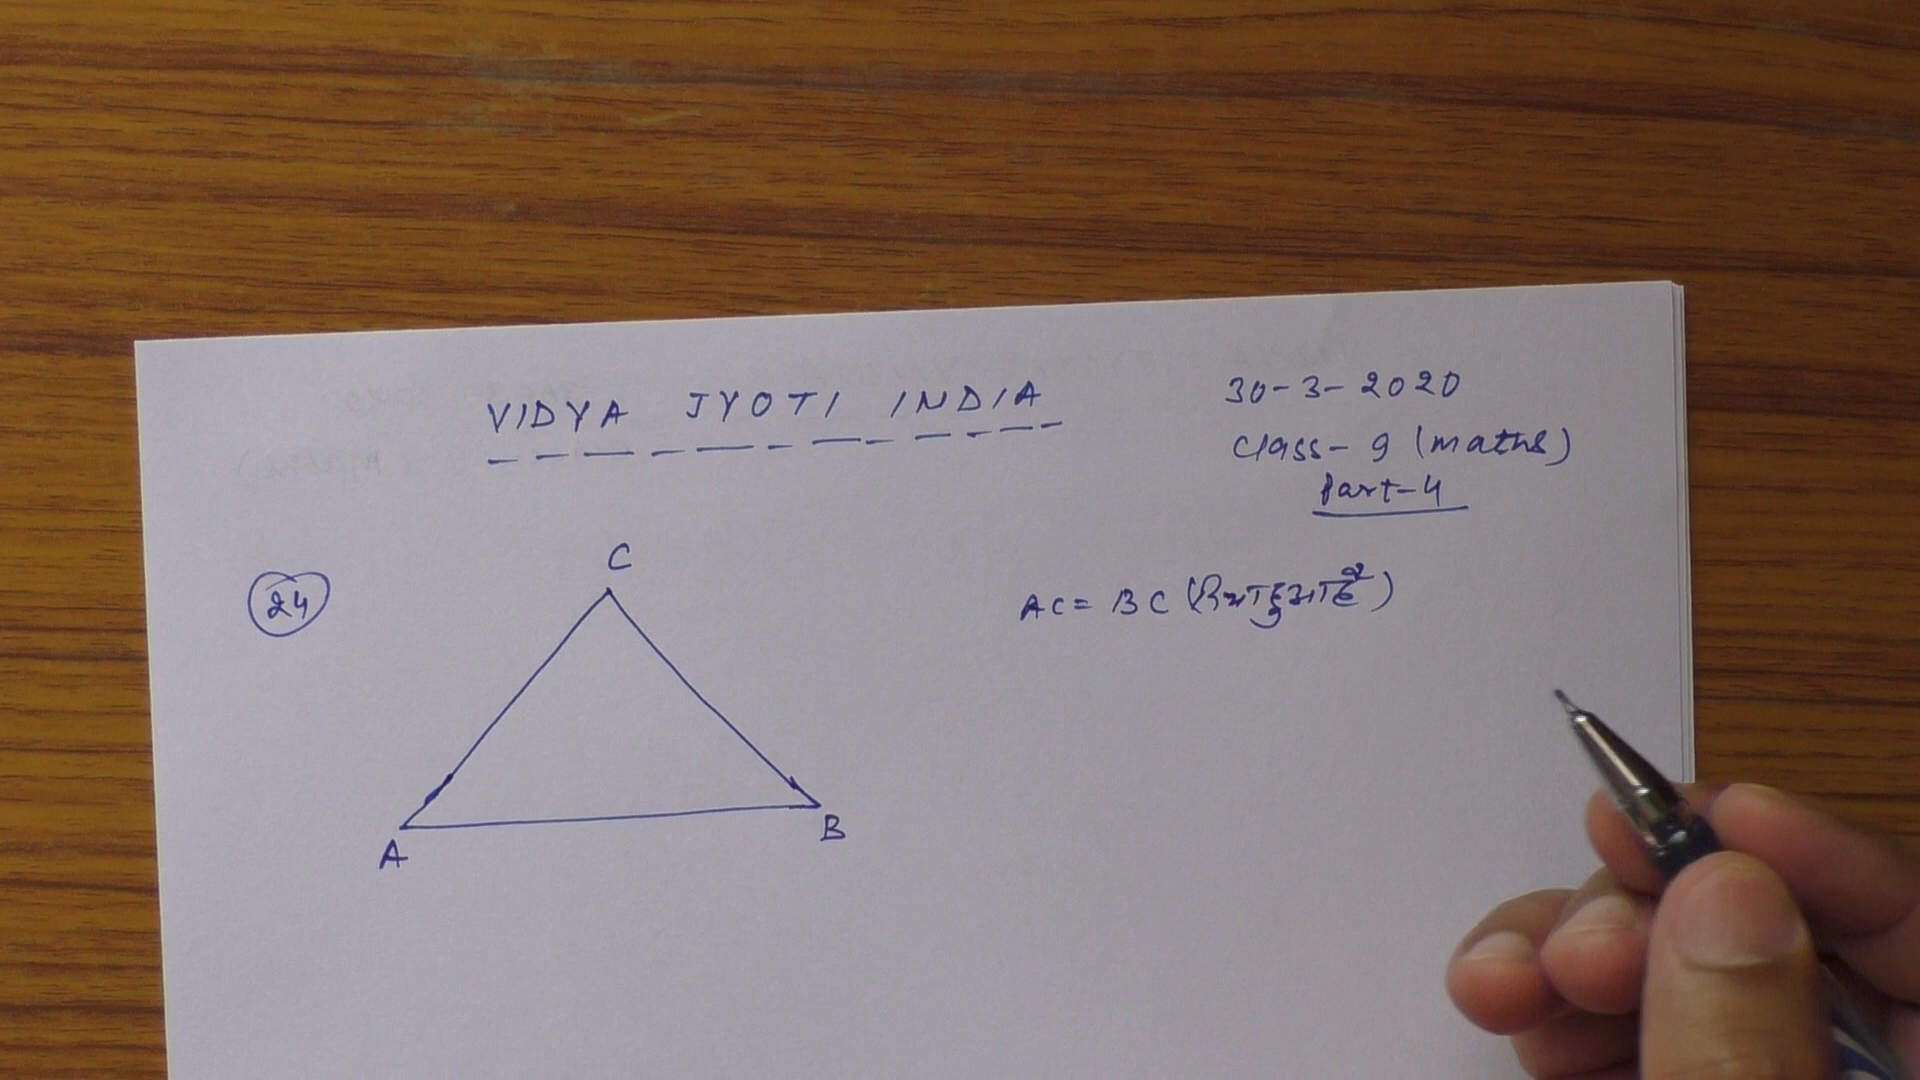 VIDYA JYOTI INDIA
30-3-2020
Class-9 (maths)
Part-4
24
C
AC = BC (दिया हुआ है)
A
B